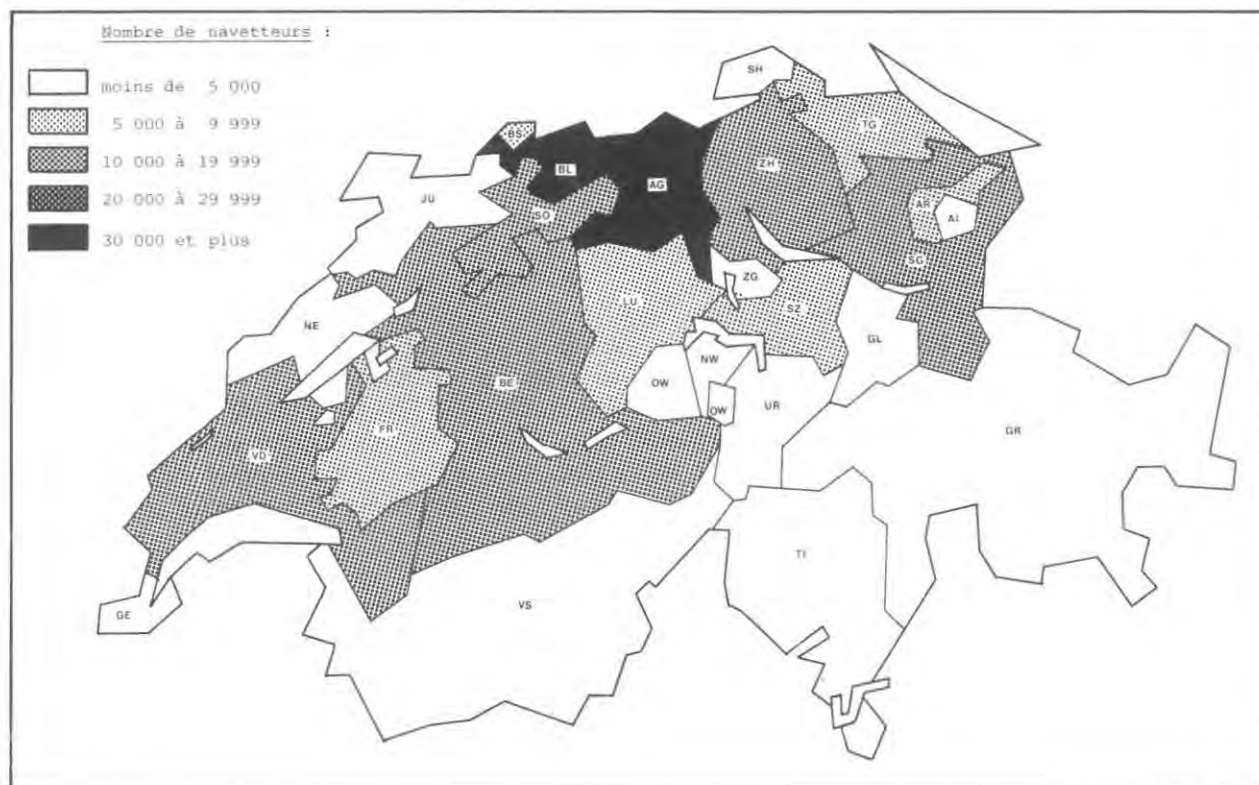 Nombre de navetteurs :
moins de 5 000
5 000 à 9 999
10 000 à 19 999
20 000 à 29 999
30 000 et plus
SH
BS
TG
BL
ZH
AG
JU
AR
AI
SO
SG
ZG
LU
SZ
NE
GL
NW
BE
OW
OW
UR
FR
GR
VD
TI
VS
GE